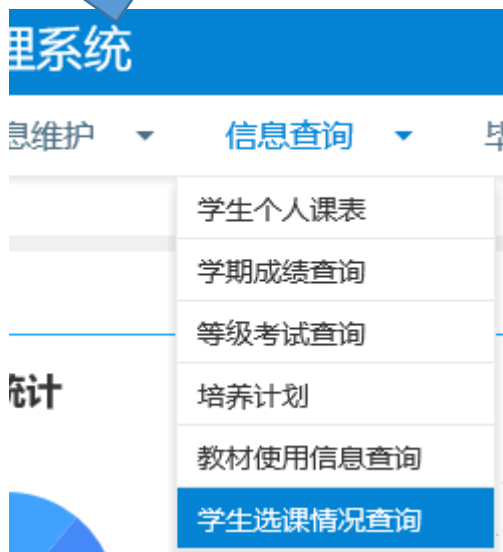 理系统
息维护 信息查询 毕
学生个人课表
学期成绩查询
等级考试查询
统计
培养计划
教材使用信息查询
学生选课情况查询